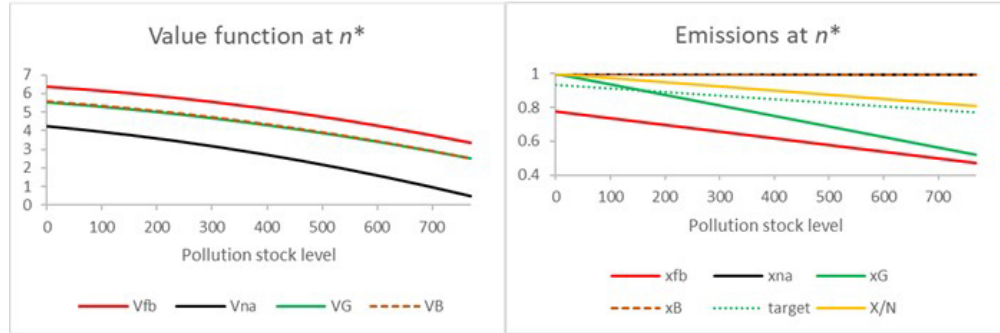 Value function at n*
7
6
5
4
3
2
1
0
0 100 200 300 400 500 600 700
Pollution stock level
Vfb Vna VG VB
Emissions at n*
1
0.8
0.6
0.4
0 100 200 300 400 500 600 700
Pollution stock level
xfb xna xG
xB target X/N